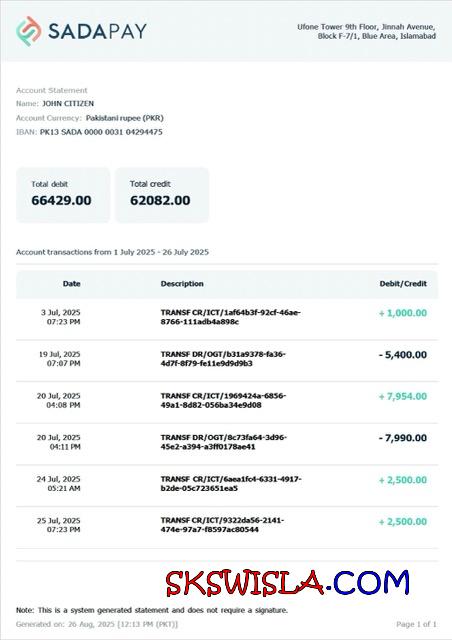 SADAPAY
Ufone Tower 9th Floor, Jinnah Avenue,
Block F-7/1, Blue Area, Islamabad
Account Statement
Name: JOHN CITIZEN
Account Currency: Pakistani rupee (PKR)
IBAN: PK13 SADA 0000 0031 04294475
Total debit
66429.00
Total credit
62082.00
Account transactions from 1 July 2025 - 26 July 2025
Date Description Debit/Credit
3 Jul, 2025 TRANSF CR/ICT/1af64b3f-92cf-46ae- + 1,000.00
07:23 PM 8766-111adb4a898c
19 Jul, 2025 TRANSF DR/OGT/b31a9378-fa36- - 5,400.00
07:07 PM 4d7f-8f79-fe11e9d9d9b3
20 Jul, 2025 TRANSF CR/ICT/1969424a-6856- + 7,954.00
04:08 PM 49a1-8d82-056ba34e9d08
20 Jul, 2025 TRANSF DR/OGT/8c73fa64-3d96- - 7,990.00
04:11 PM 45e2-a394-a3ff0178ae41
24 Jul, 2025 TRANSF CR/ICT/6aea1fc4-6331-4917- + 2,500.00
05:21 AM b2de-05c723651ea5
25 Jul, 2025 TRANSF CR/ICT/9322da56-2141- + 2,500.00
07:23 PM 474e-97a7-f8597ac80544
SKSWISLA.COM
Note: This is a system generated statement and does not require a signature.
Generated on: 26 Aug, 2025 [12:13 PM (PKT)]
Page 1 of 1